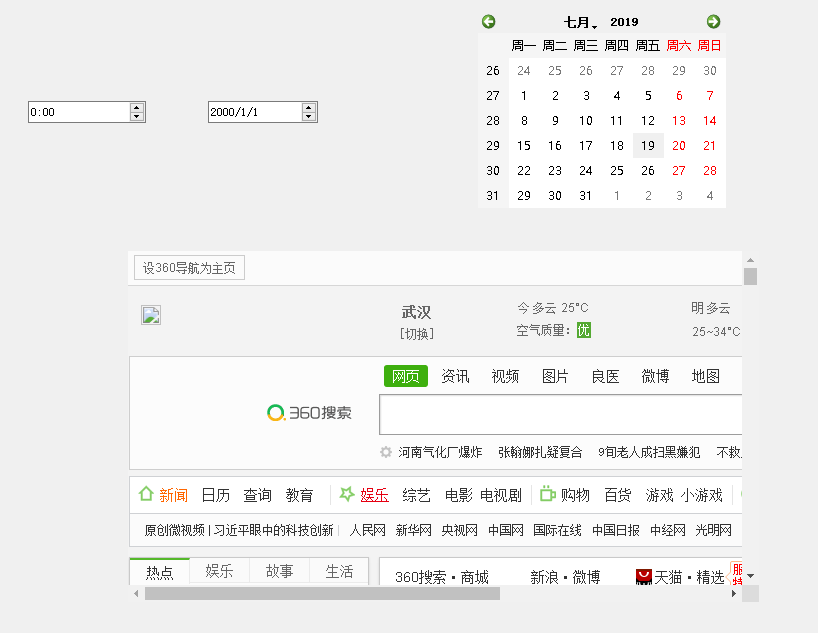 七月, 2019
周一 周二 周三 周四 周五 周六 周日
26 24 25 26 27 28 29 30
27 1 2 3 4 5 6 7
0:00 2000/1/1
28 8 9 10 11 12 13 14
29 15 16 17 18 19 20 21
30 22 23 24 25 26 27 28
31 29 30 31 1 2 3 4
设360导航为主页
武汉 今 多云 25°C 明 多云
[切换] 空气质量: 优 25~34°C
网页 资讯 视频 图片 良医 微博 地图
360搜索
河南气化厂爆炸 张翰娜扎疑复合 9旬老人成扫黑嫌犯 不救
新闻 日历 查询 教育 娱乐 综艺 电影 电视剧 购物 百货 游戏 小游戏
原创微视频 | 习近平眼中的科技创新 | 人民网 新华网 央视网 中国网 国际在线 中国日报 中经网 光明网
热点 娱乐 故事 生活 360搜索 • 商城 新浪 • 微博 天猫 • 精选 服